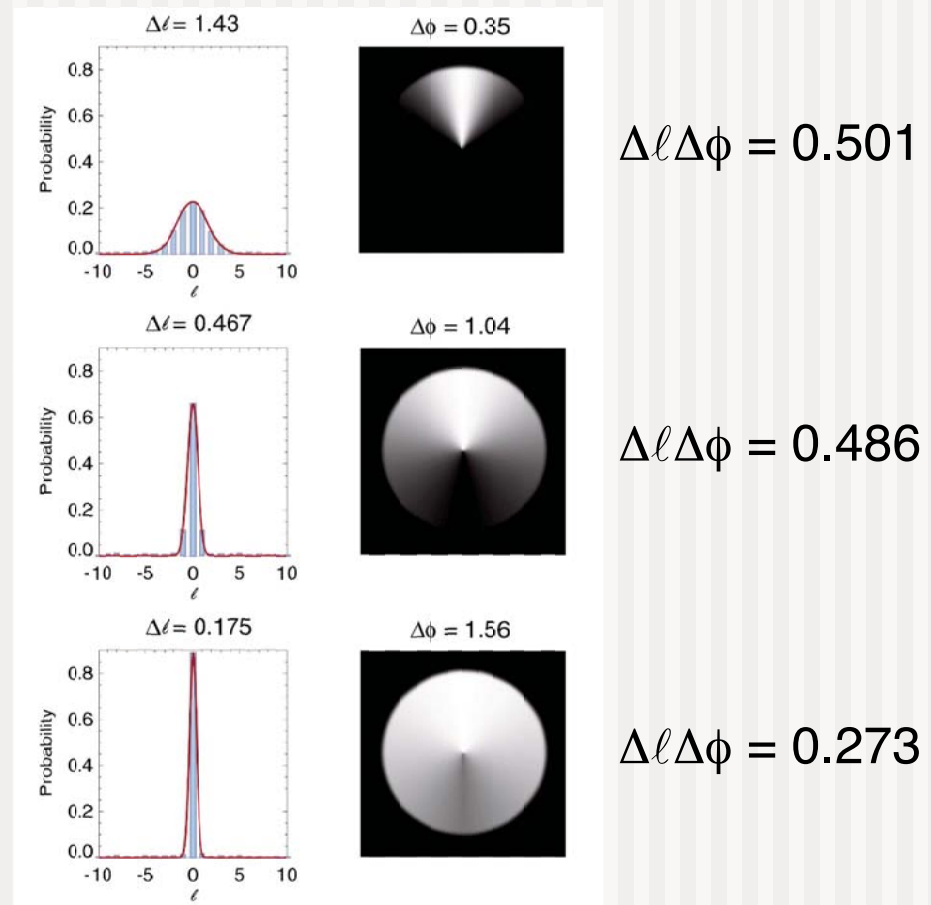 Δℓ = 1.43
Δϕ = 0.35
Probability
0.8
0.6
0.4
0.2
0.0
-10 -5 0 5 10
ℓ
ΔℓΔϕ = 0.501
Δℓ = 0.467
Δϕ = 1.04
Probability
0.8
0.6
0.4
0.2
0.0
-10 -5 0 5 10
ℓ
ΔℓΔϕ = 0.486
Δℓ = 0.175
Δϕ = 1.56
Probability
0.8
0.6
0.4
0.2
0.0
-10 -5 0 5 10
ℓ
ΔℓΔϕ = 0.273